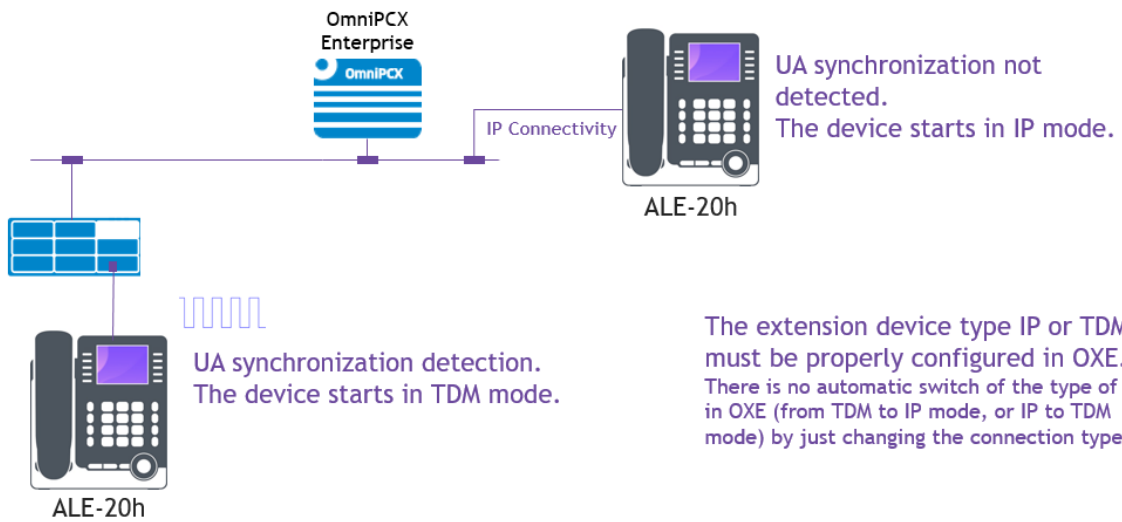 OmniPCX
Enterprise
OmniPCX
IP Connectivity
UA synchronization not
detected.
The device starts in IP mode.
ALE-20h
UA synchronization detection.
The device starts in TDM mode.
ALE-20h
The extension device type IP or TDM
must be properly configured in OXE.
There is no automatic switch of the type of
in OXE (from TDM to IP mode, or IP to TDM
mode) by just changing the connection type